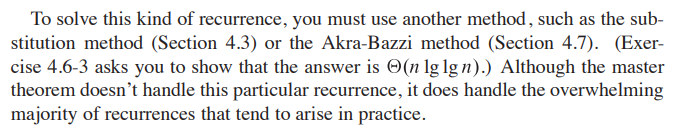 To solve this kind of recurrence, you must use another method, such as the sub-
stitution method (Section 4.3) or the Akra-Bazzi method (Section 4.7). (Exer-
cise 4.6-3 asks you to show that the answer is Θ(n lg lg n).) Although the master
theorem doesn’t handle this particular recurrence, it does handle the overwhelming
majority of recurrences that tend to arise in practice.